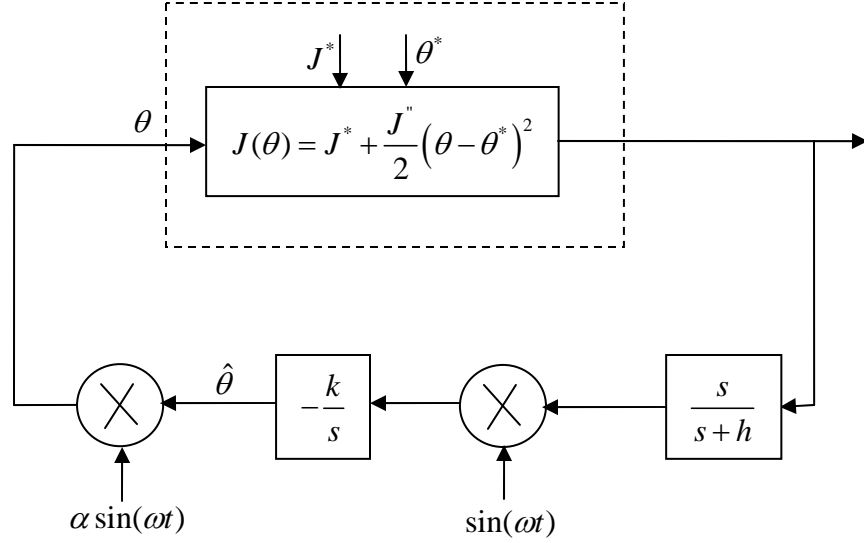 J* θ*
θ
J(θ) = J* + J"/2 (θ − θ*)²
θ̂
−k/s
s/(s + h)
α sin(ωt)
sin(ωt)